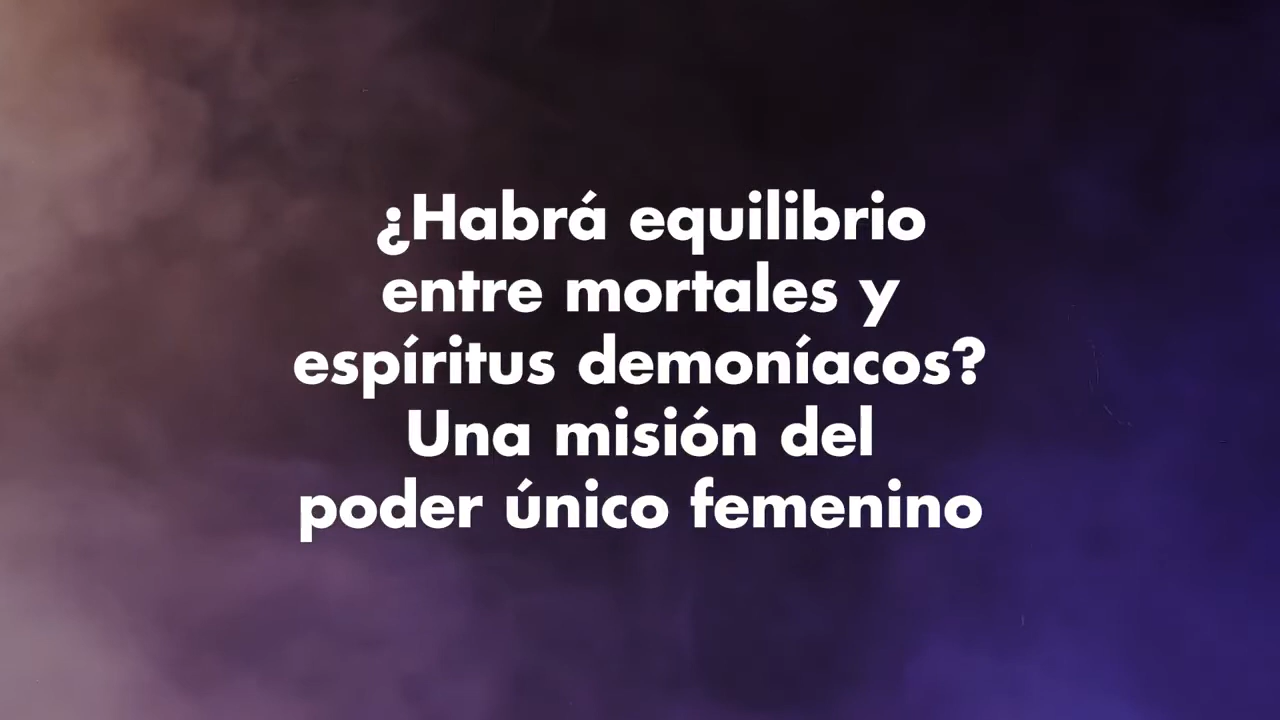 ¿Habrá equilibrio
entre mortales y
espíritus demoníacos?
Una misión del
poder único femenino